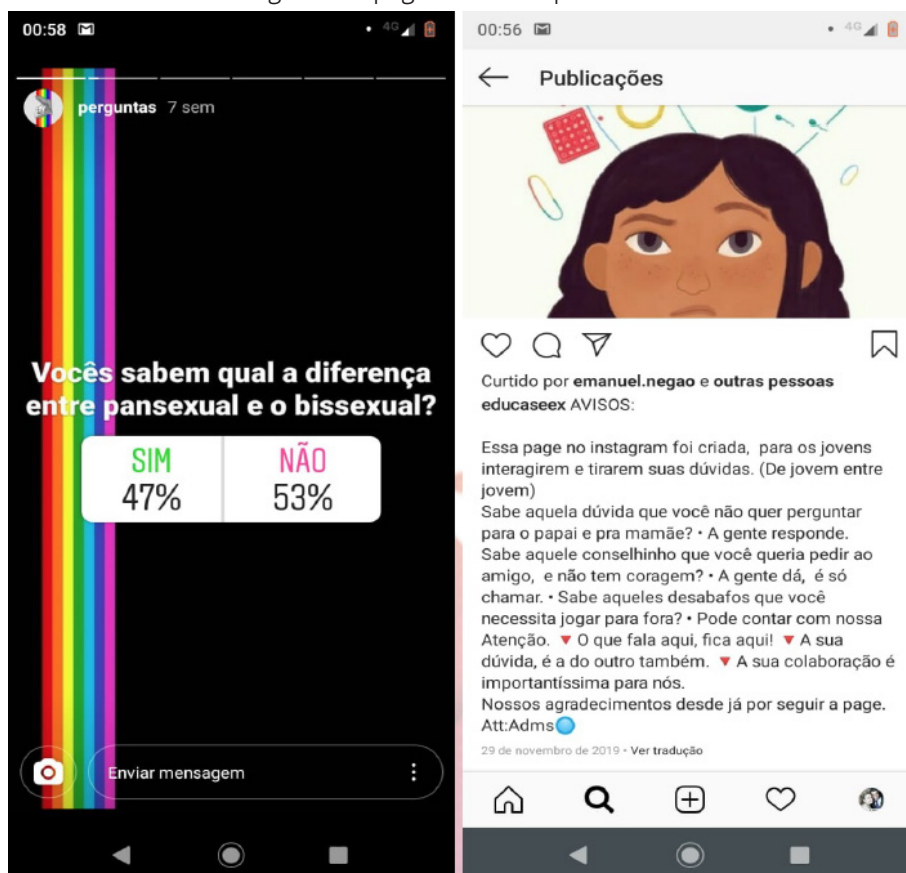 00:58
4G
perguntas 7 sem
Vocês sabem qual a diferença
entre pansexual e o bissexual?
SIM
47%
NÃO
53%
Enviar mensagem
00:56
4G
Publicações
Curtido por emanuel.negao e outras pessoas
educaseex AVISOS:
Essa page no instagram foi criada, para os jovens
interagirem e tirarem suas dúvidas. (De jovem entre
jovem)
Sabe aquela dúvida que você não quer perguntar
para o papai e pra mamãe? • A gente responde.
Sabe aquele conselhinho que você queria pedir ao
amigo, e não tem coragem? • A gente dá, é só
chamar. • Sabe aqueles desabafos que você
necessita jogar para fora? • Pode contar com nossa
Atenção. 🔻 O que fala aqui, fica aqui! 🔻 A sua
dúvida, é a do outro também. 🔻 A sua colaboração é
importantíssima para nós.
Nossos agradecimentos desde já por seguir a page.
Att:Adms🔵
29 de novembro de 2019 • Ver tradução